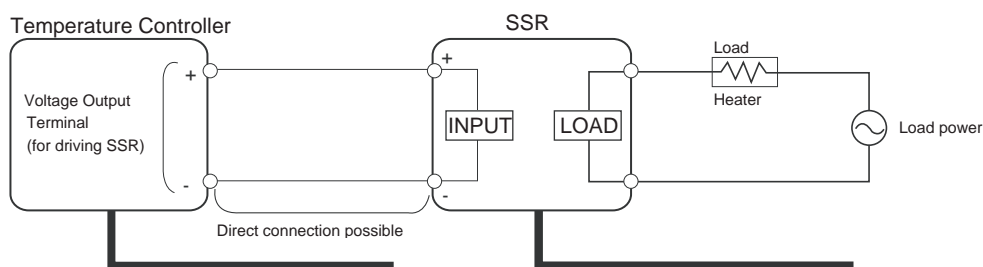 Temperature Controller
SSR
Voltage Output
Terminal
(for driving SSR)
+
-
+
-
INPUT
LOAD
Load
Heater
Load power
Direct connection possible